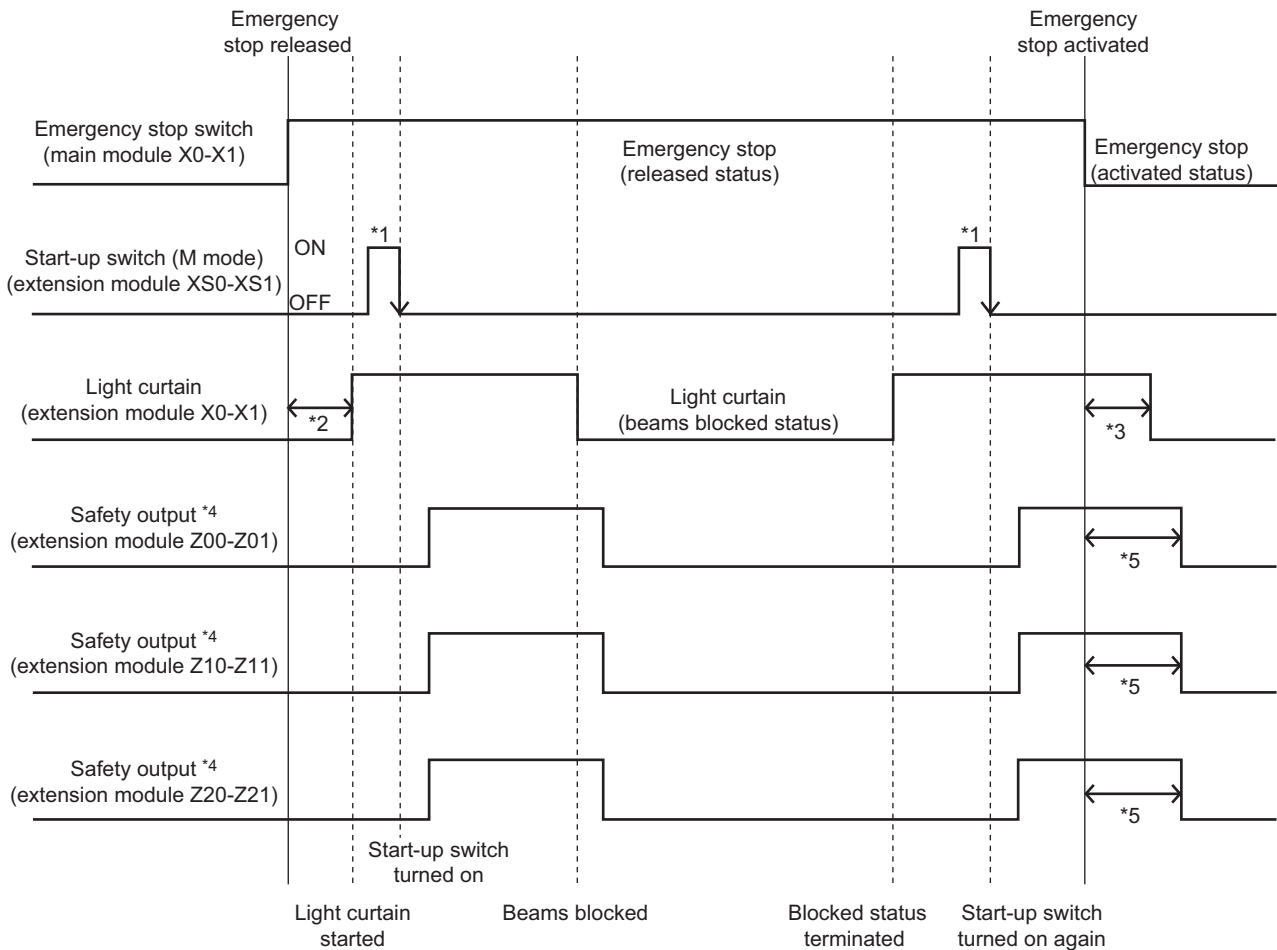 Emergency
stop released
Emergency
stop activated
Emergency stop switch
(main module X0-X1)
Emergency stop
(released status)
Emergency stop
(activated status)
Start-up switch (M mode)
(extension module XS0-XS1)
ON
OFF
*1
*1
Light curtain
(extension module X0-X1)
*2
Light curtain
(beams blocked status)
*3
Safety output *4
(extension module Z00-Z01)
*5
Safety output *4
(extension module Z10-Z11)
*5
Safety output *4
(extension module Z20-Z21)
*5
Start-up switch
turned on
Light curtain
started
Beams blocked
Blocked status
terminated
Start-up switch
turned on again